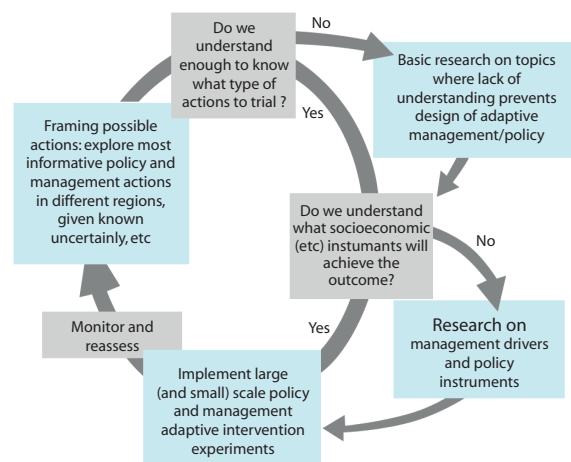 Do we
understand
enough to know
what type of
actions to trial ?
No
Basic research on topics
where lack of
understanding prevents
design of adaptive
management/policy
Yes
Framing possible
actions: explore most
informative policy and
management actions
in different regions,
given known
uncertainly, etc
Do we understand
what socioeconomic
(etc) instumants will
achieve the
outcome?
No
Monitor and
reassess
Yes
Research on
management drivers
and policy
instruments
Implement large
(and small) scale policy
and management
adaptive intervention
experiments